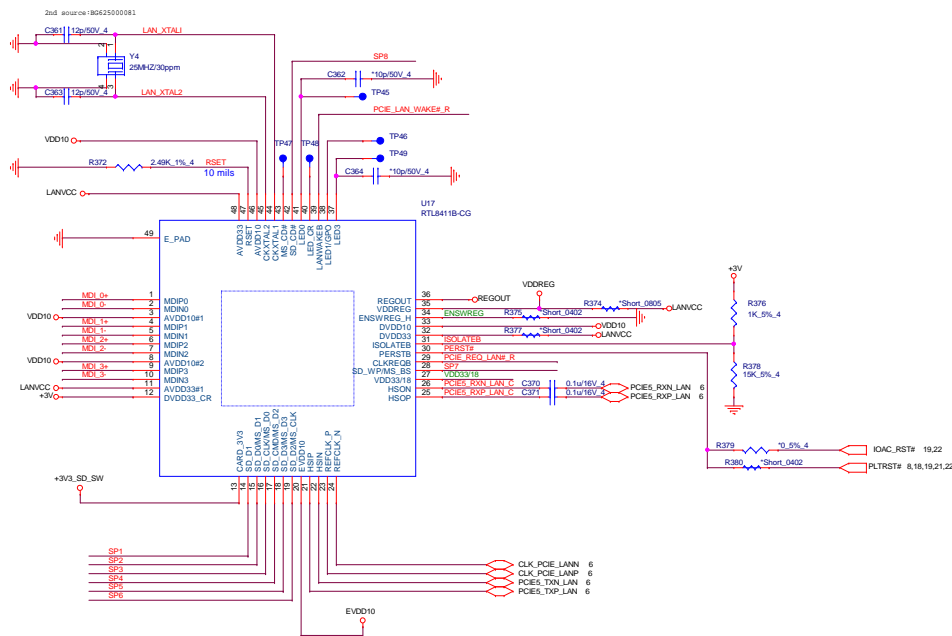 2nd source:BG625000081
C361 12p/50V_4 LAN_XTALI
2 1
Y4
25MHZ/30ppm
3 4
C363 12p/50V_4 LAN_XTAL2
SP8
C362 *10p/50V_4
TP45
PCIE_LAN_WAKE#_R
VDD10
TP47 TP48 TP46
TP49
R372 2.49K_1%_4 RSET
10 mils
C364 *10p/50V_4
LANVCC
U17
RTL8411B-CG
48 47 46 45 44 43 42 41 40 39 38 37
AVDD33 RSET AVDD10 CKXTAL2 CKXTAL1 MS_CD# SD_CD# LED0 LED_CR LANWAKEB LED1/GPO LED3
49 E_PAD
MDI_0+ 1 MDIP0
MDI_0- 2 MDIN0
VDD10 3 AVDD10#1
MDI_1+ 4 MDIP1
MDI_1- 5 MDIN1
MDI_2+ 6 MDIP2
MDI_2- 7 MDIN2
VDD10 8 AVDD10#2
MDI_3+ 9 MDIP3
MDI_3- 10 MDIN3
LANVCC 11 AVDD33#1
+3V 12 DVDD33_CR
VDDREG
REGOUT 36 REGOUT
VDDREG 35 R374 *Short_0805 LANVCC
ENSWREG_H 34 ENSWREG R375 *Short_0402
DVDD10 33 VDD10
DVDD33 32 R377 *Short_0402 LANVCC
ISOLATEB 31 ISOLATEB
PERSTB 30 PERST#
CLKREQB 29 PCIE_REQ_LAN#_R
SD_WP/MS_BS 28 SP7
VDD33/18 27 VDD33/18
HSON 26 PCIE5_RXN_LAN_C C370 0.1u/16V_4 PCIE5_RXN_LAN 6
HSOP 25 PCIE5_RXP_LAN_C C371 0.1u/16V_4 PCIE5_RXP_LAN 6
+3V
R376
1K_5%_4
R378
15K_5%_4
R379 *0_5%_4 IOAC_RST# 19,22
R380 *Short_0402 PLTRST# 8,18,19,21,22
CARD_3V3 SD_D1 SD_D0/MS_D1 SD_CLK/MS_D0 SD_CMD/MS_D2 SD_D3/MS_D3 SD_D2/MS_CLK EVDD10 HSIP HSIN REFCLK_P REFCLK_N
13 14 15 16 17 18 19 20 21 22 23 24
+3V3_SD_SW
SP1
SP2
SP3
SP4
SP5
SP6
CLK_PCIE_LANN 6
CLK_PCIE_LANP 6
PCIE5_TXN_LAN 6
PCIE5_TXP_LAN 6
EVDD10